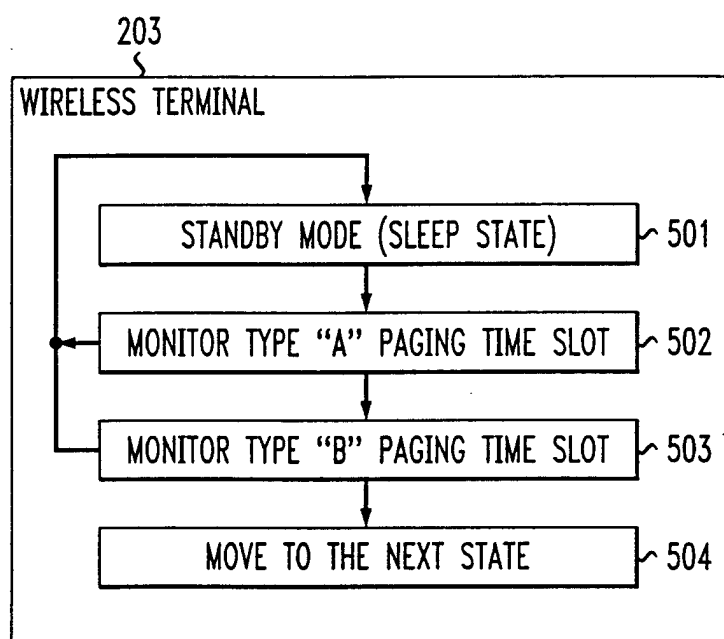 203
WIRELESS TERMINAL
STANDBY MODE (SLEEP STATE) 501
MONITOR TYPE “A” PAGING TIME SLOT 502
MONITOR TYPE “B” PAGING TIME SLOT 503
MOVE TO THE NEXT STATE 504